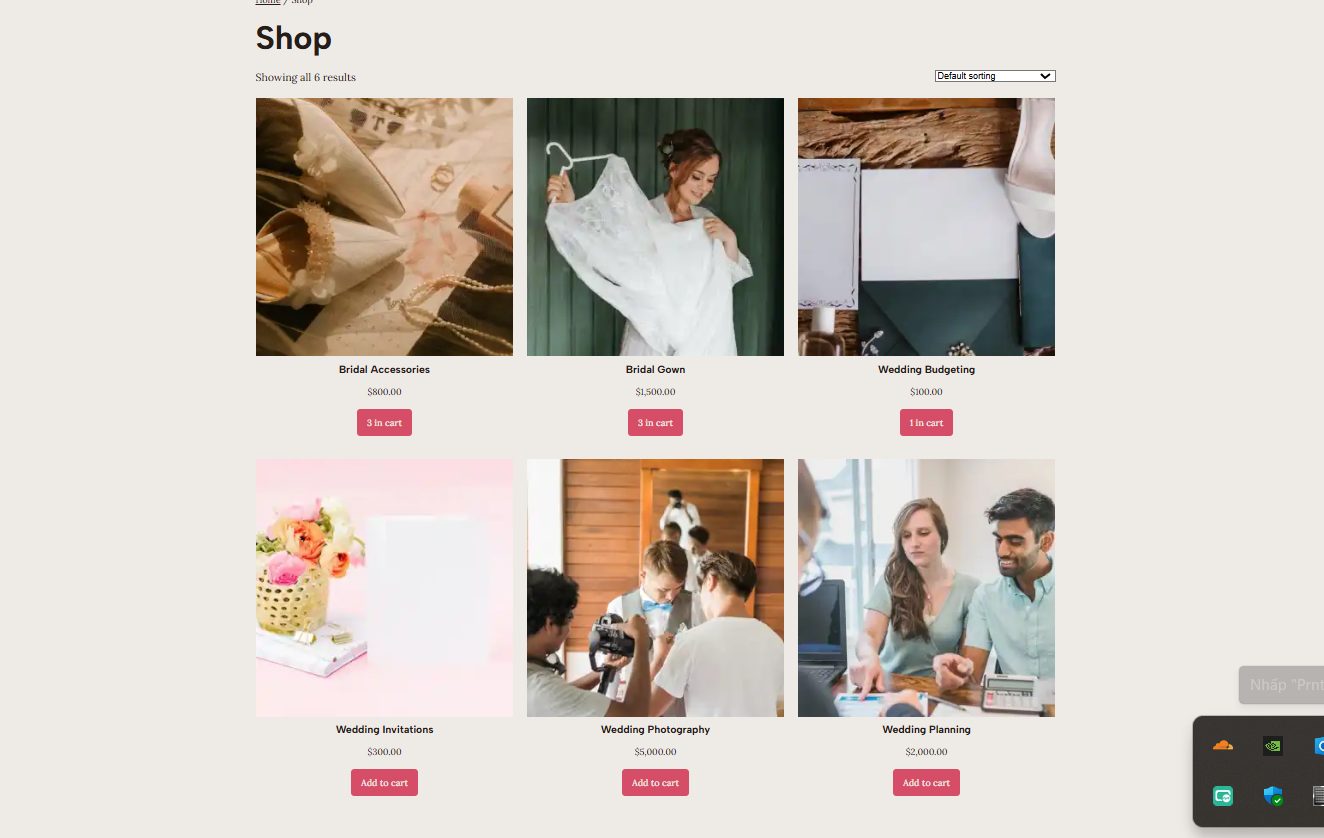 Home / Shop
Shop
Showing all 6 results
Default sorting
Bridal Accessories
Bridal Gown
Wedding Budgeting
$800.00
$1,500.00
$100.00
3 in cart
3 in cart
1 in cart
Wedding Invitations
Wedding Photography
Wedding Planning
$300.00
$5,000.00
$2,000.00
Add to cart
Add to cart
Add to cart
Nhấp "Prnt